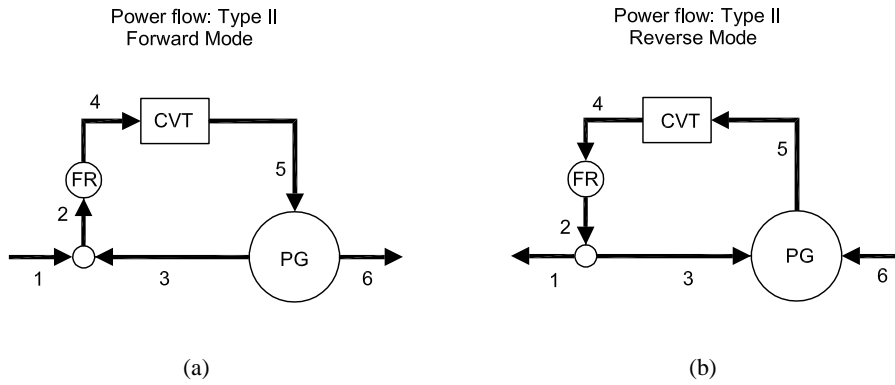 Power flow: Type II
Forward Mode
4
CVT
5
FR
2
PG
1
3
6
(a)
Power flow: Type II
Reverse Mode
4
CVT
5
FR
2
PG
1
3
6
(b)